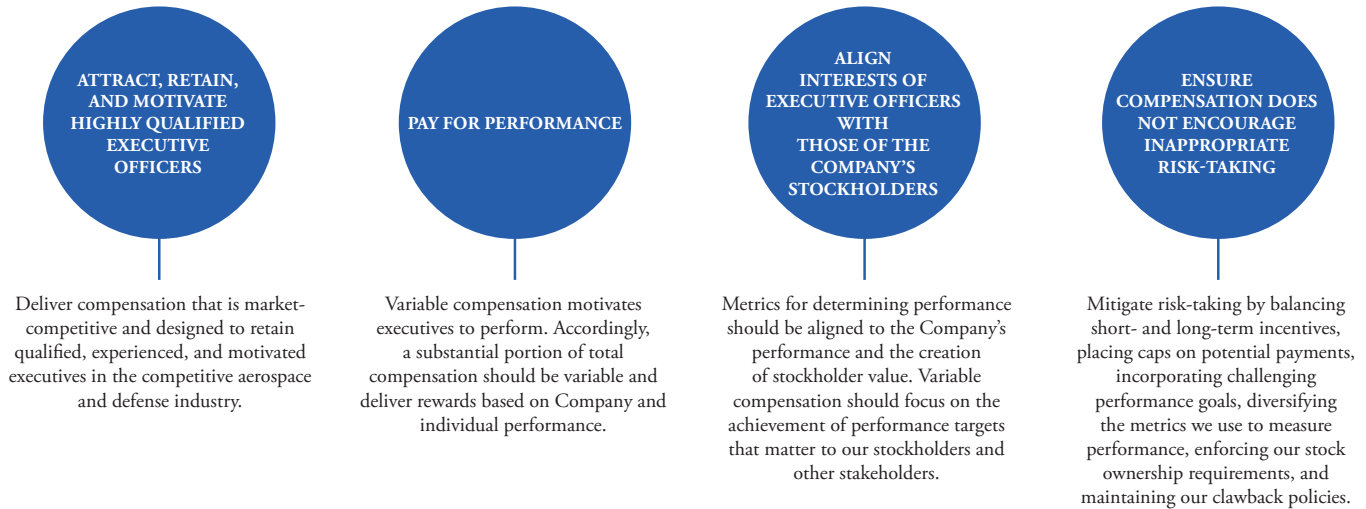 ATTRACT, RETAIN,
AND MOTIVATE
HIGHLY QUALIFIED
EXECUTIVE
OFFICERS
Deliver compensation that is market-
competitive and designed to retain
qualified, experienced, and motivated
executives in the competitive aerospace
and defense industry.
PAY FOR PERFORMANCE
Variable compensation motivates
executives to perform. Accordingly,
a substantial portion of total
compensation should be variable and
deliver rewards based on Company and
individual performance.
ALIGN
INTERESTS OF
EXECUTIVE OFFICERS
WITH
THOSE OF THE
COMPANY’S
STOCKHOLDERS
Metrics for determining performance
should be aligned to the Company’s
performance and the creation
of stockholder value. Variable
compensation should focus on the
achievement of performance targets
that matter to our stockholders and
other stakeholders.
ENSURE
COMPENSATION DOES
NOT ENCOURAGE
INAPPROPRIATE
RISK-TAKING
Mitigate risk-taking by balancing
short- and long-term incentives,
placing caps on potential payments,
incorporating challenging
performance goals, diversifying
the metrics we use to measure
performance, enforcing our stock
ownership requirements, and
maintaining our clawback policies.